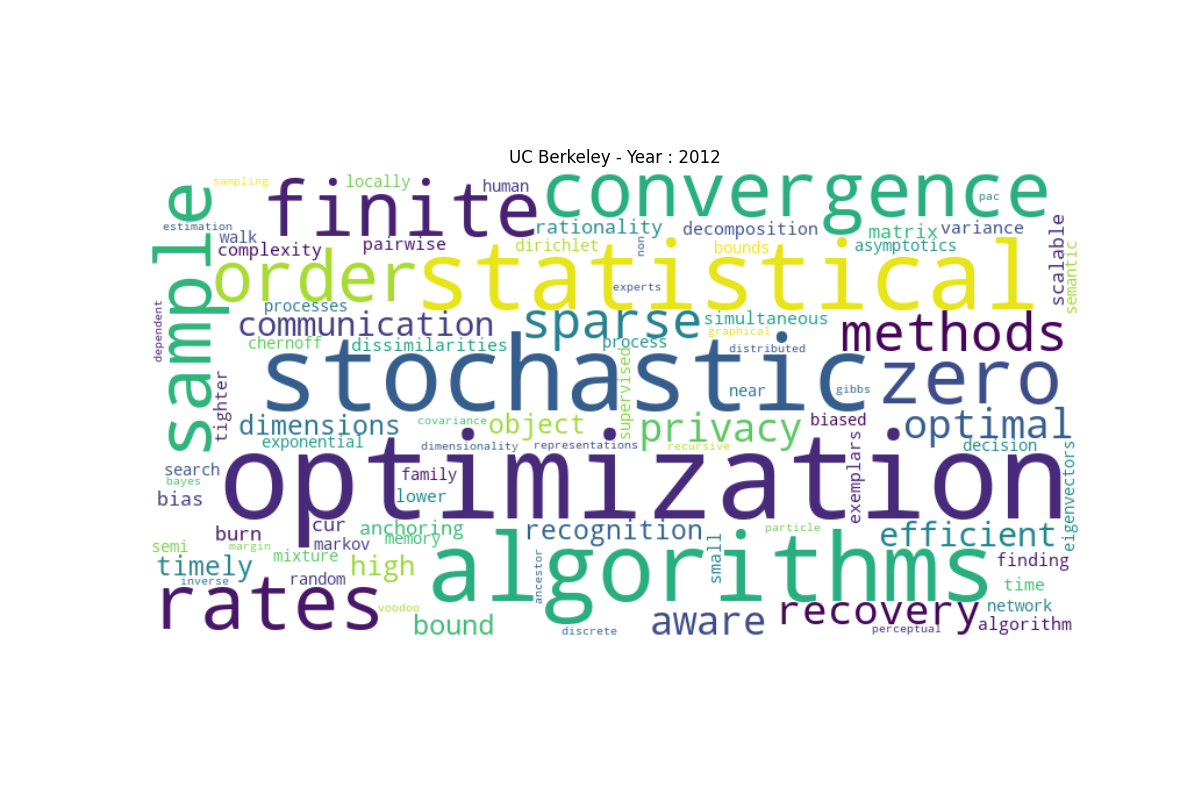 UC Berkeley - Year : 2012
sampling
locally
human
convergence
pac
finite
sample
estimation
walk
complexity
pairwise
rationality
dirichlet
non
decomposition
bounds
matrix
variance
asymptotics
scalable
semantic
order
statistical
experts
processes
dependent
communication
sparse
simultaneous
methods
chernoff
dissimilarities
process
graphical
distributed
stochastic
zero
tighter
supervised
near
gibbs
dimensions
covariance
object
privacy
biased
optimal
exponential
dimensionality
representations
recursive
decision
search
bayes
bias
optimization
family
lower
exemplars
eigenvectors
burn
cur
anchoring
memory
recognition
particle
efficient
semi
margin
markov
mixture
timely
inverse
random
high
algorithms
ancestor
small
finding
time
rates
voodoo
bound
discrete
aware
recovery
perceptual
network
algorithm